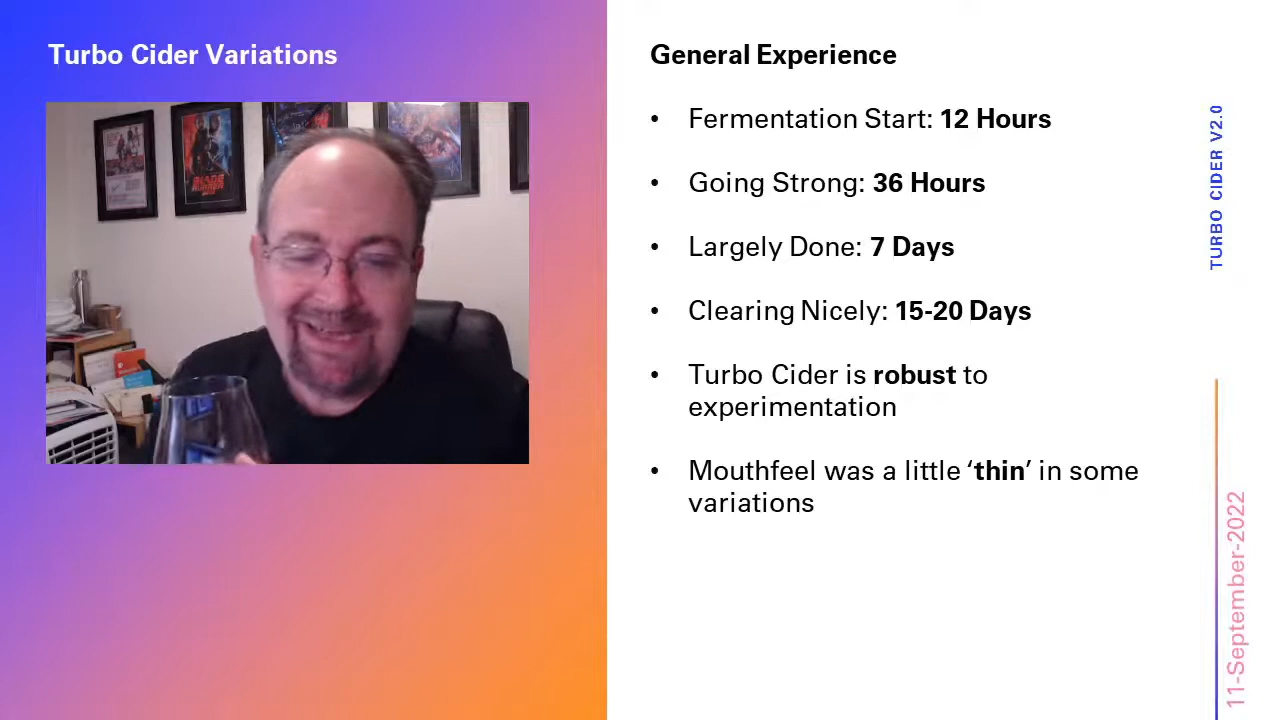 Turbo Cider Variations
BLADE
RUNNER
General Experience
• Fermentation Start: 12 Hours
• Going Strong: 36 Hours
• Largely Done: 7 Days
• Clearing Nicely: 15-20 Days
• Turbo Cider is robust to
experimentation
• Mouthfeel was a little ‘thin’ in some
variations
TURBO CIDER V2.0
11-September-2022